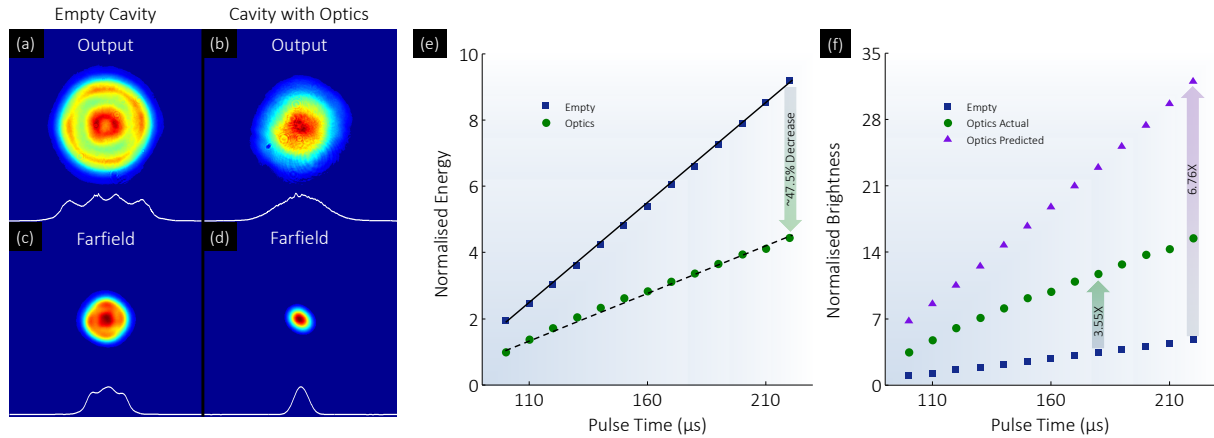 Empty Cavity
Cavity with Optics
(a)
Output
(b)
Output
(c)
Farfield
(d)
Farfield
(e)
Normalised Energy
10
8
6
4
2
0
Empty
Optics
~47.5% Decrease
110
160
210
Pulse Time (µs)
(f)
Normalised Brightness
35
28
21
14
7
0
Empty
Optics Actual
Optics Predicted
3.55X
6.76X
110
160
210
Pulse Time (µs)